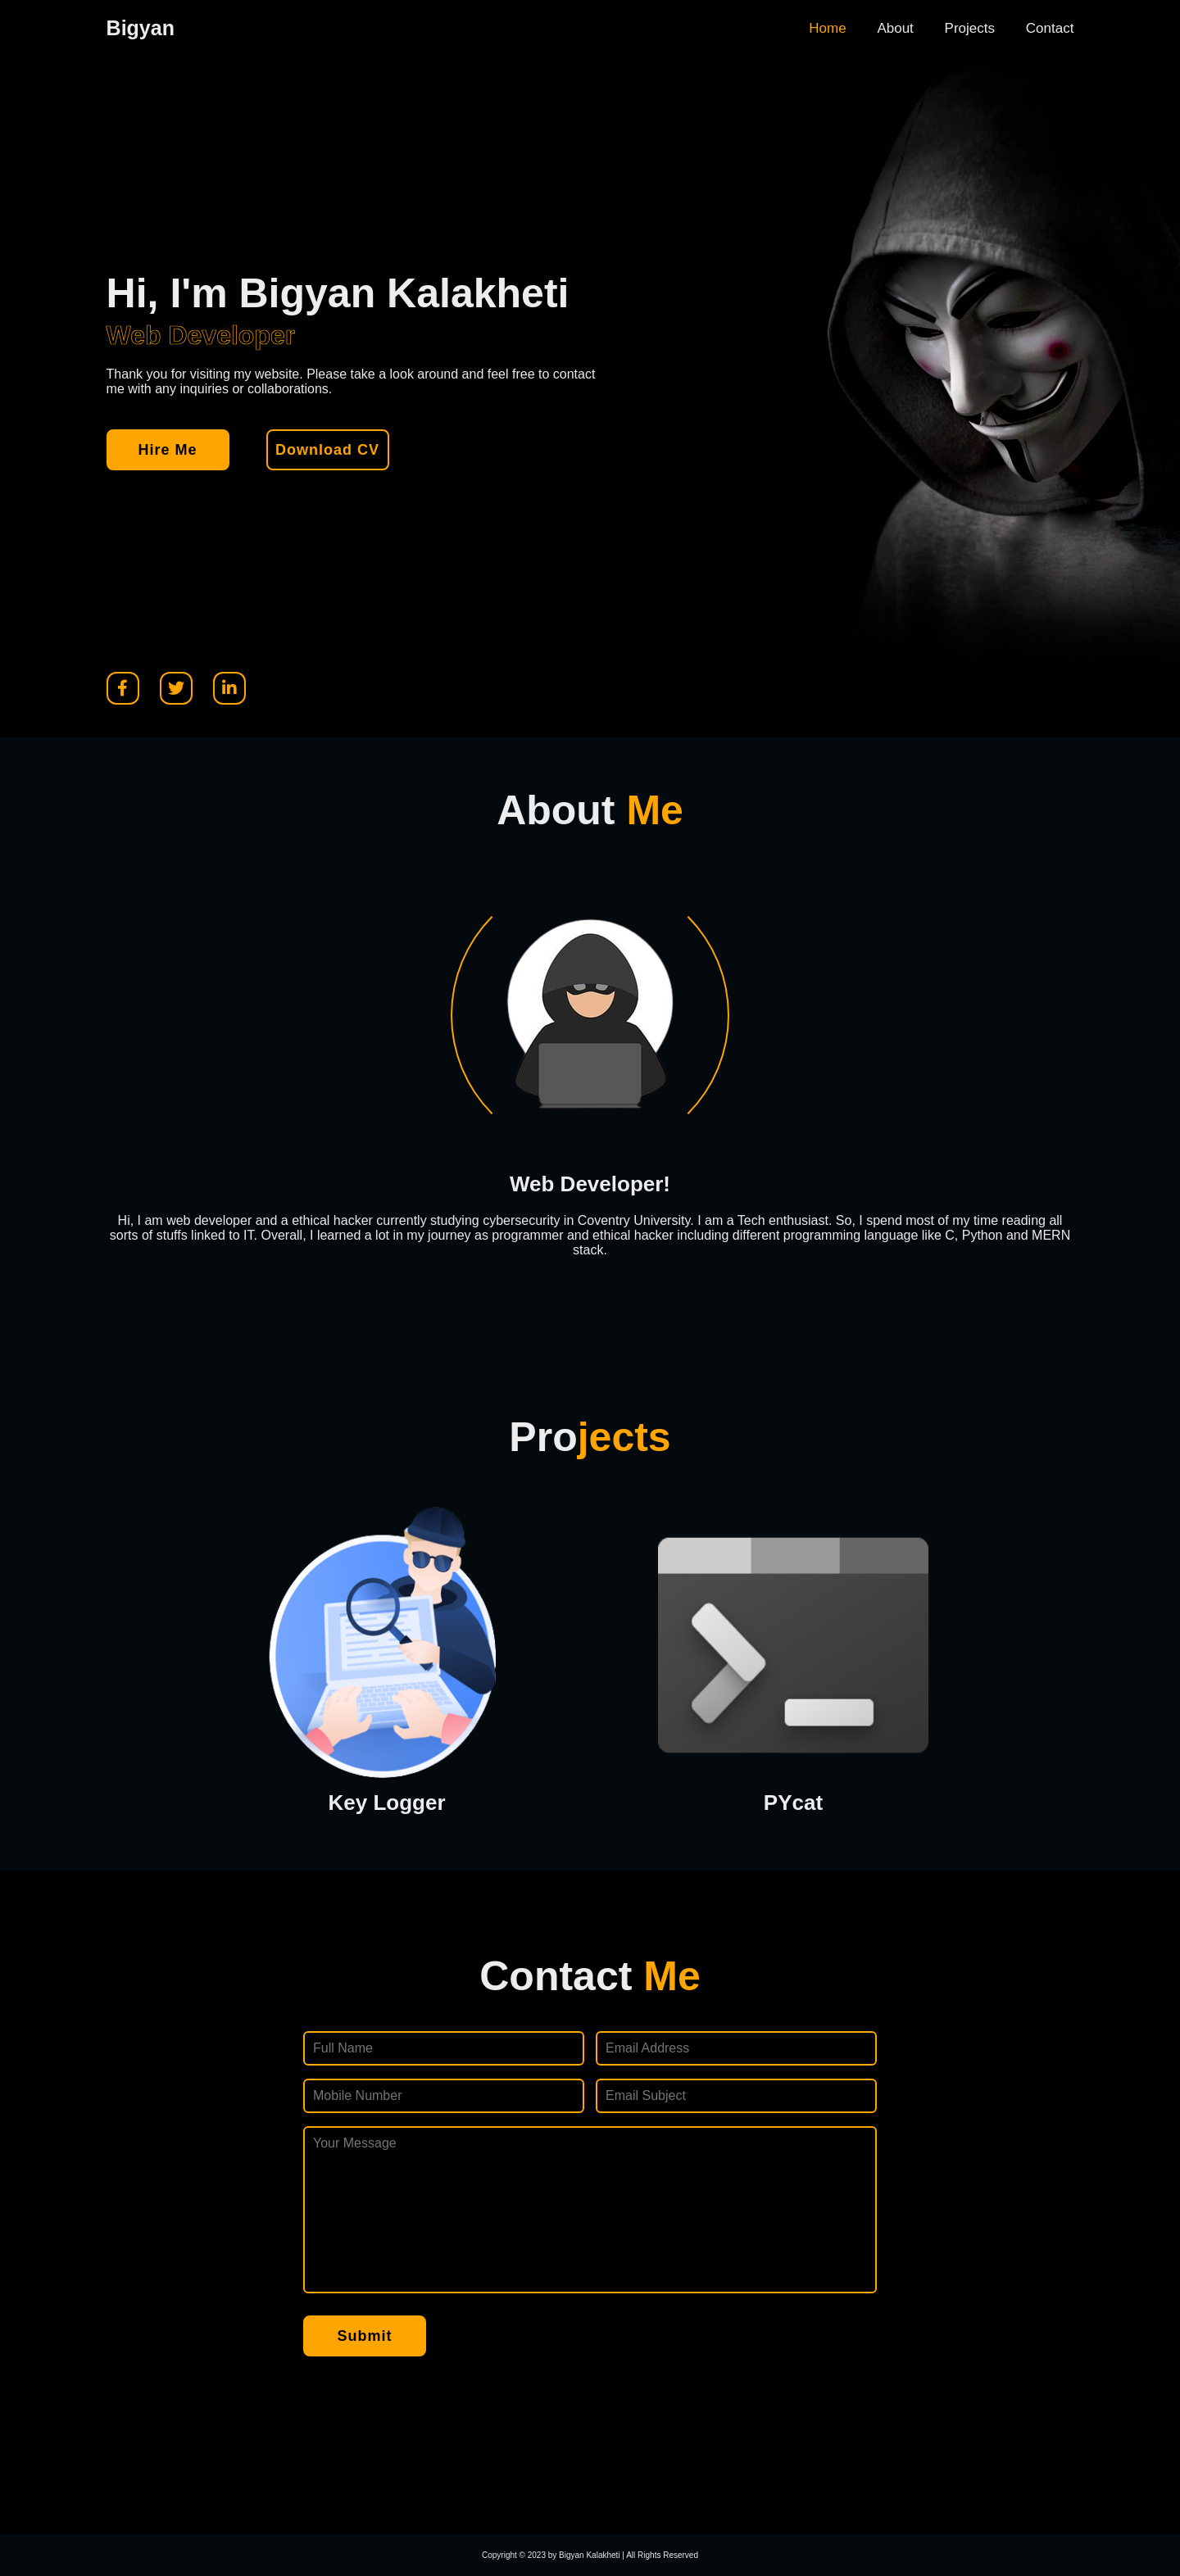 Bigyan
Home
About
Projects
Contact
Hi, I'm Bigyan Kalakheti
Web Developer
Thank you for visiting my website. Please take a look around and feel free to contact
me with any inquiries or collaborations.
Hire Me
Download CV
About Me
Web Developer!
Hi, I am web developer and a ethical hacker currently studying cybersecurity in Coventry University. I am a Tech enthusiast. So, I spend most of my time reading all
sorts of stuffs linked to IT. Overall, I learned a lot in my journey as programmer and ethical hacker including different programming language like C, Python and MERN
stack.
Projects
Key Logger
PYcat
Contact Me
Full Name
Email Address
Mobile Number
Email Subject
Your Message
Submit
Copyright © 2023 by Bigyan Kalakheti | All Rights Reserved